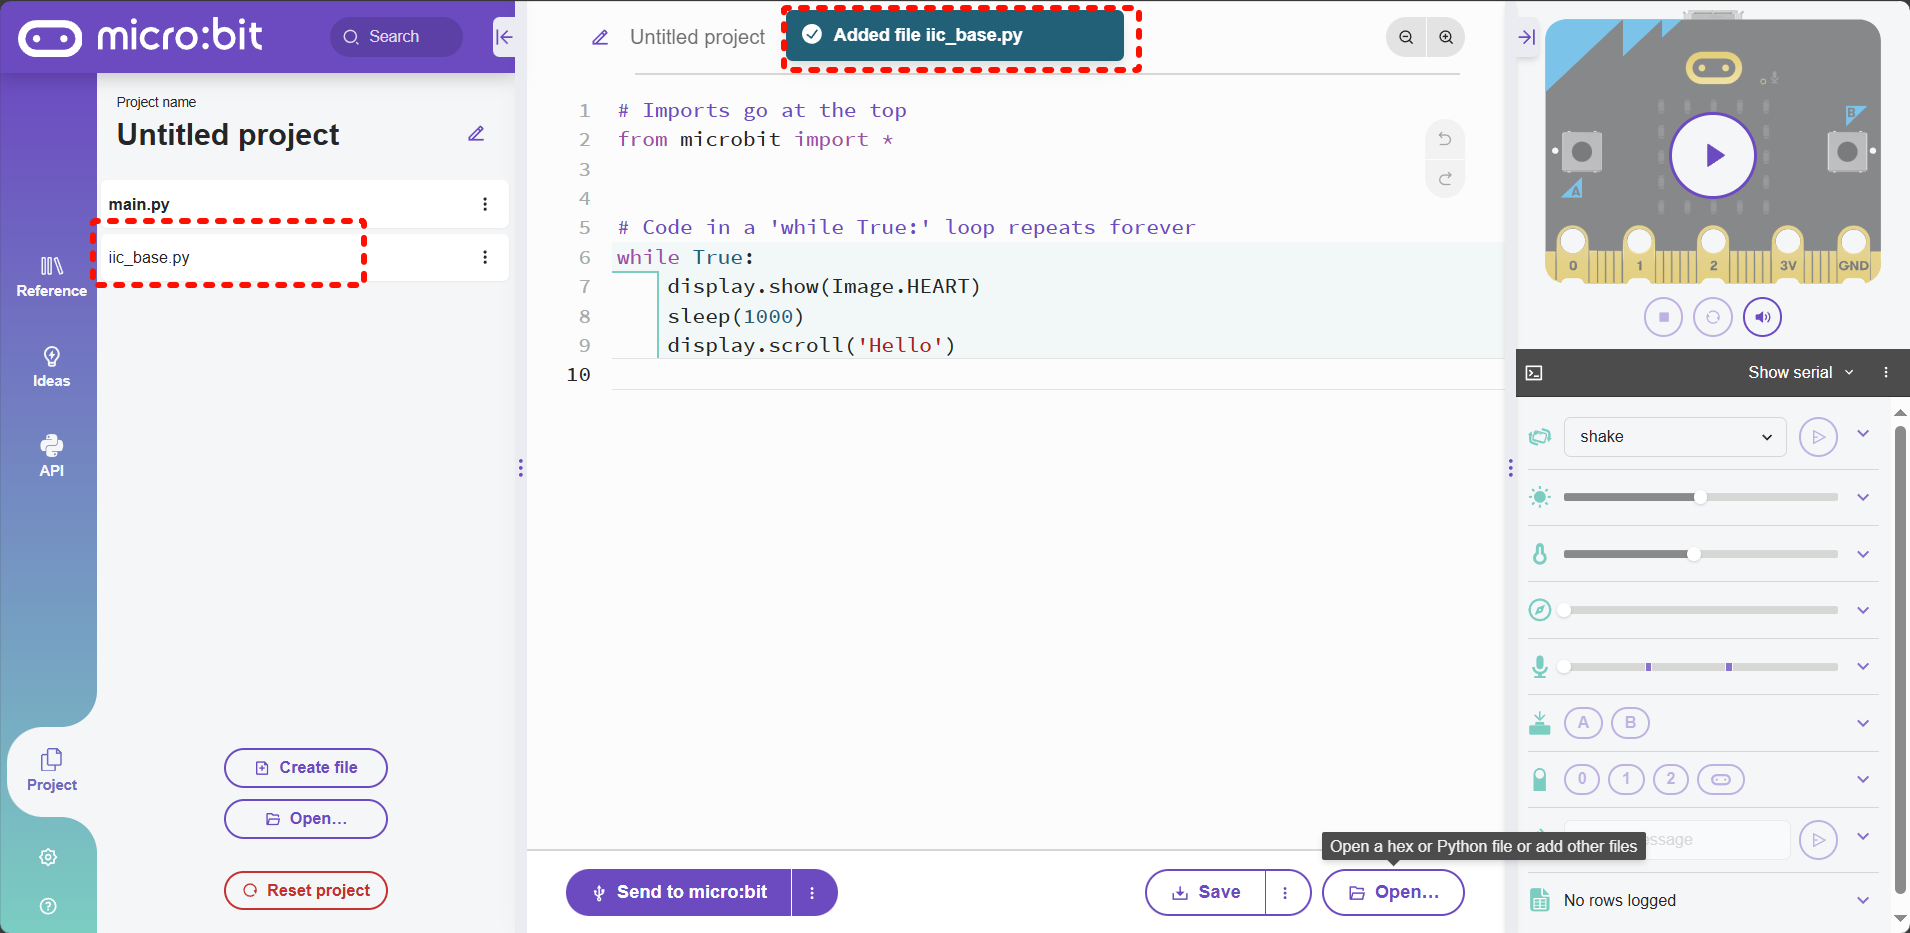 micro:bit
Search
Untitled project
Added file iic_base.py
Project name
Untitled project
main.py
iic_base.py
Reference
Ideas
API
Project
Create file
Open...
Reset project
1 # Imports go at the top
2 from microbit import *
3
4
5 # Code in a 'while True:' loop repeats forever
6 while True:
7 display.show(Image.HEART)
8 sleep(1000)
9 display.scroll('Hello')
10
Send to micro:bit
Save
Open...
Open a hex or Python file or add other files
B
A
0 1 2 3V GND
Show serial
shake
A B
0 1 2
No rows logged